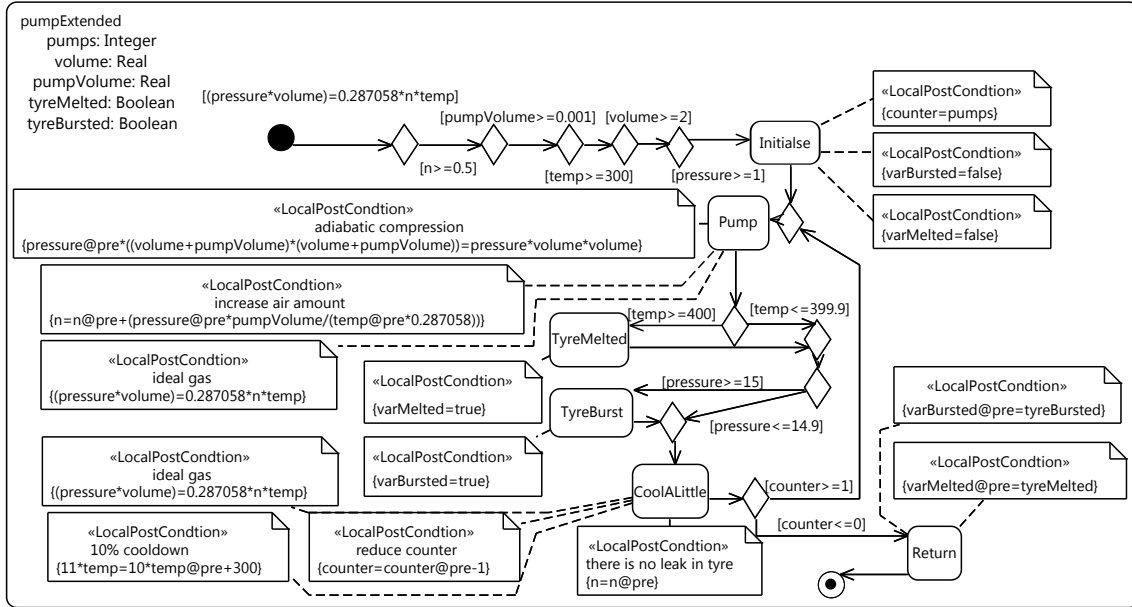 pumpExtended
pumps: Integer
volume: Real
pumpVolume: Real
tyreMelted: Boolean
tyreBursted: Boolean
[(pressure*volume)=0.287058*n*temp]
[n>=0.5]
[pumpVolume>=0.001]
[temp>=300]
[volume>=2]
[pressure>=1]
Initialse
«LocalPostCondtion»
{counter=pumps}
«LocalPostCondtion»
{varBursted=false}
«LocalPostCondtion»
{varMelted=false}
«LocalPostCondtion»
adiabatic compression
{pressure@pre*((volume+pumpVolume)*(volume+pumpVolume))=pressure*volume*volume}
Pump
«LocalPostCondtion»
increase air amount
{n=n@pre+(pressure@pre*pumpVolume/(temp@pre*0.287058))}
«LocalPostCondtion»
ideal gas
{(pressure*volume)=0.287058*n*temp}
[temp>=400]
[temp<=399.9]
TyreMelted
«LocalPostCondtion»
{varMelted=true}
[pressure>=15]
[pressure<=14.9]
TyreBurst
«LocalPostCondtion»
{varBursted=true}
«LocalPostCondtion»
{varBursted@pre=tyreBursted}
«LocalPostCondtion»
{varMelted@pre=tyreMelted}
«LocalPostCondtion»
ideal gas
{(pressure*volume)=0.287058*n*temp}
CoolALittle
[counter>=1]
[counter<=0]
«LocalPostCondtion»
10% cooldown
{11*temp=10*temp@pre+300}
«LocalPostCondtion»
reduce counter
{counter=counter@pre-1}
«LocalPostCondtion»
there is no leak in tyre
{n=n@pre}
Return